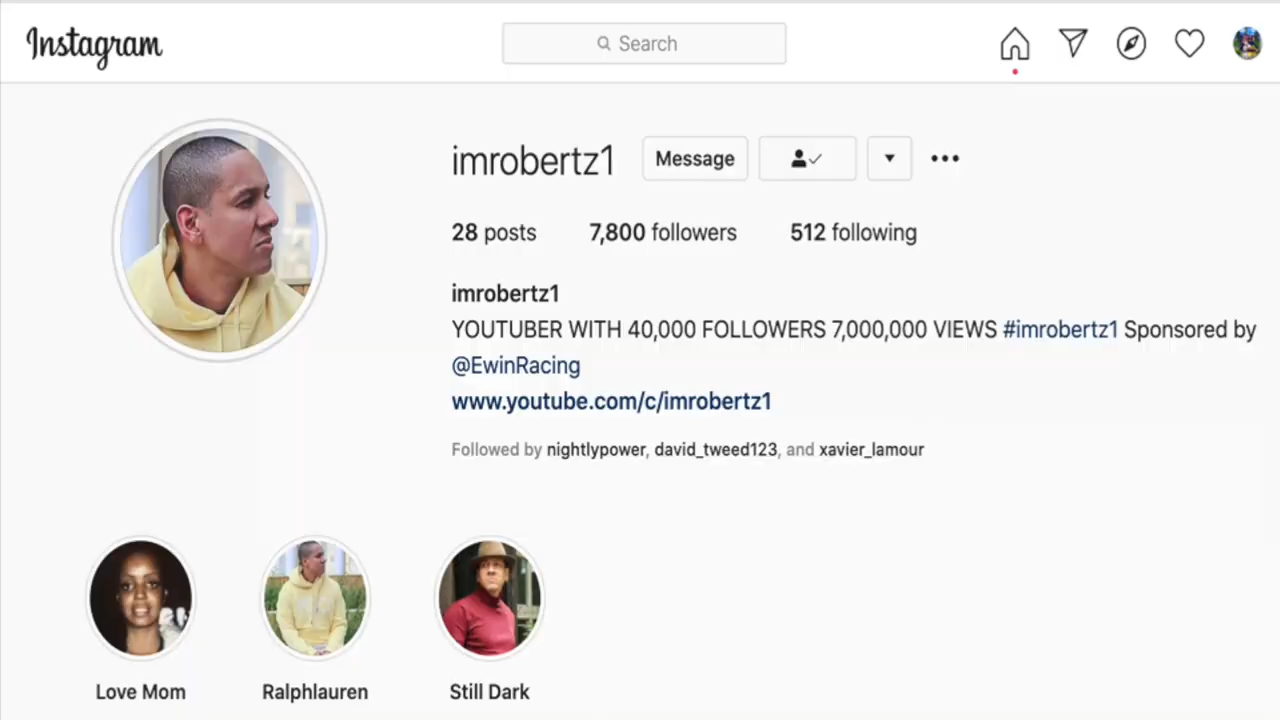 Instagram
Search
imrobertz1 Message
28 posts 7,800 followers 512 following
imrobertz1
YOUTUBER WITH 40,000 FOLLOWERS 7,000,000 VIEWS #imrobertz1 Sponsored by
@EwinRacing
www.youtube.com/c/imrobertz1
Followed by nightlypower, david_tweed123, and xavier_lamour
Love Mom Ralphlauren Still Dark